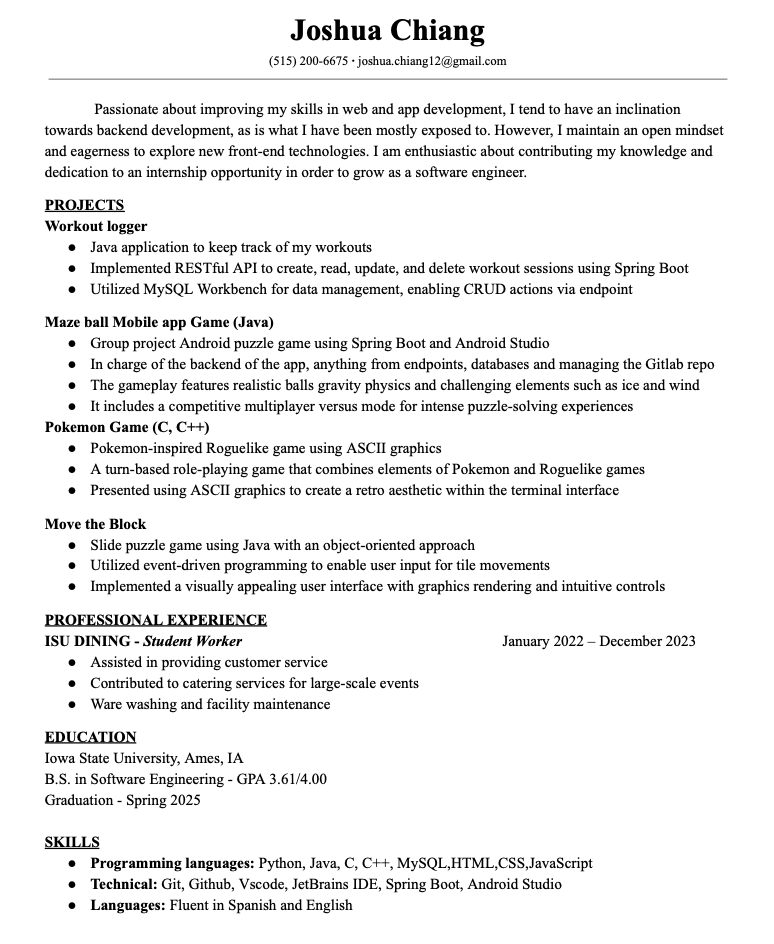 Joshua Chiang
(515) 200-6675 · joshua.chiang12@gmail.com
Passionate about improving my skills in web and app development, I tend to have an inclination
towards backend development, as is what I have been mostly exposed to. However, I maintain an open mindset
and eagerness to explore new front-end technologies. I am enthusiastic about contributing my knowledge and
dedication to an internship opportunity in order to grow as a software engineer.
PROJECTS
Workout logger
● Java application to keep track of my workouts
● Implemented RESTful API to create, read, update, and delete workout sessions using Spring Boot
● Utilized MySQL Workbench for data management, enabling CRUD actions via endpoint
Maze ball Mobile app Game (Java)
● Group project Android puzzle game using Spring Boot and Android Studio
● In charge of the backend of the app, anything from endpoints, databases and managing the Gitlab repo
● The gameplay features realistic balls gravity physics and challenging elements such as ice and wind
● It includes a competitive multiplayer versus mode for intense puzzle-solving experiences
Pokemon Game (C, C++)
● Pokemon-inspired Roguelike game using ASCII graphics
● A turn-based role-playing game that combines elements of Pokemon and Roguelike games
● Presented using ASCII graphics to create a retro aesthetic within the terminal interface
Move the Block
● Slide puzzle game using Java with an object-oriented approach
● Utilized event-driven programming to enable user input for tile movements
● Implemented a visually appealing user interface with graphics rendering and intuitive controls
PROFESSIONAL EXPERIENCE
ISU DINING - Student Worker January 2022 – December 2023
● Assisted in providing customer service
● Contributed to catering services for large-scale events
● Ware washing and facility maintenance
EDUCATION
Iowa State University, Ames, IA
B.S. in Software Engineering - GPA 3.61/4.00
Graduation - Spring 2025
SKILLS
● Programming languages: Python, Java, C, C++, MySQL,HTML,CSS,JavaScript
● Technical: Git, Github, Vscode, JetBrains IDE, Spring Boot, Android Studio
● Languages: Fluent in Spanish and English